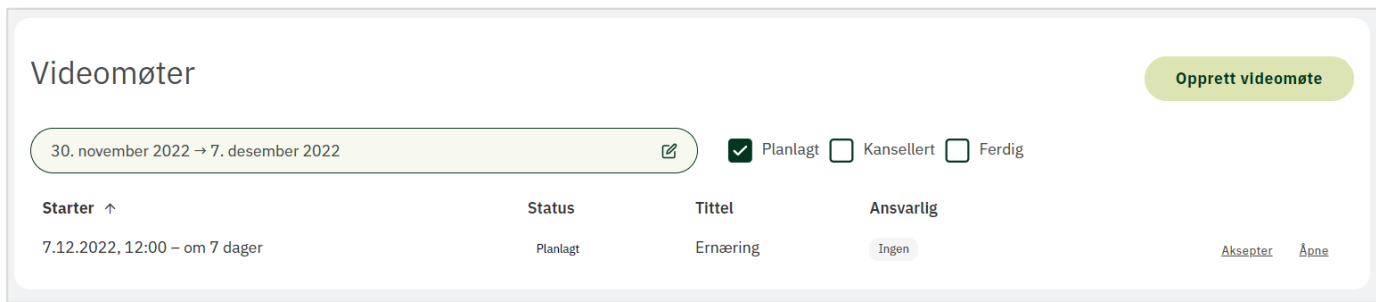 Videomøter
Opprett videomøte
30. november 2022 → 7. desember 2022
Planlagt Kansellert Ferdig
Starter ↑ Status Tittel Ansvarlig
7.12.2022, 12:00 – om 7 dager Planlagt Ernæring Ingen Aksepter Åpne